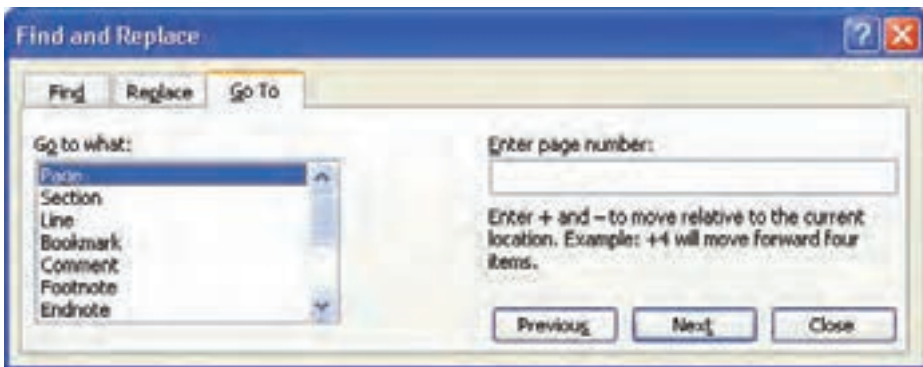 Find and Replace
Find Replace Go To
Go to what:
Page
Section
Line
Bookmark
Comment
Footnote
Endnote
Enter page number:
Enter + and – to move relative to the current
location. Example: +4 will move forward four
items.
Previous Next Close